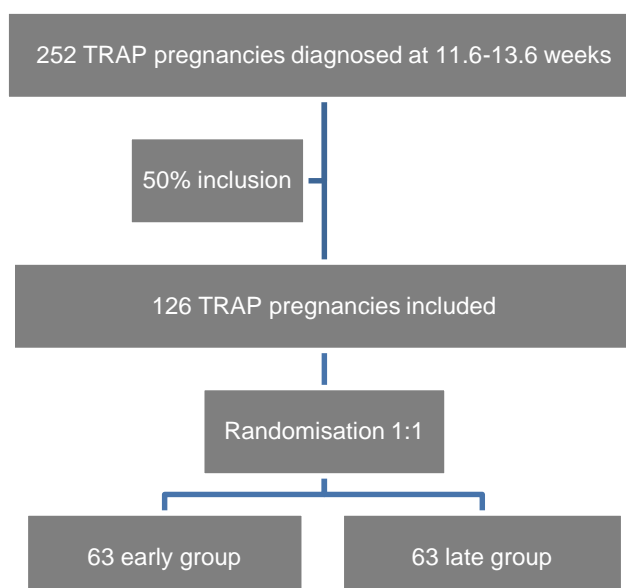 252 TRAP pregnancies diagnosed at 11.6-13.6 weeks
50% inclusion
126 TRAP pregnancies included
Randomisation 1:1
63 early group
63 late group